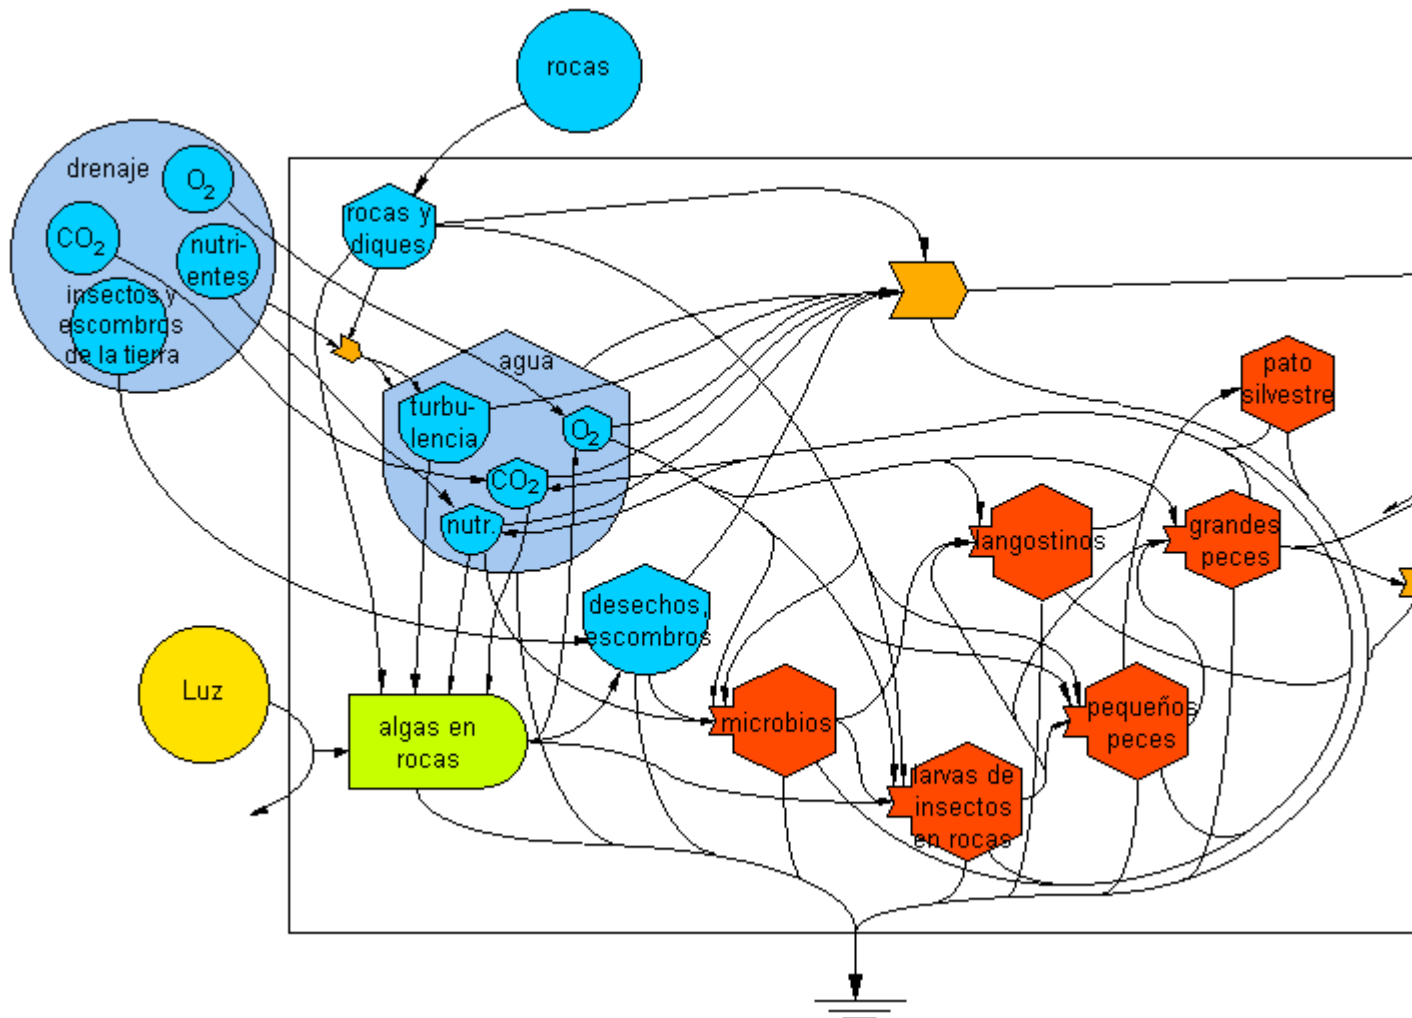 rocas
drenaje
O₂
CO₂
nutri-
entes
insectos y
escombros
de la tierra
rocas y
diques
agua
turbu-
lencia
O₂
CO₂
nutr.
pato
silvestre
langostinos
grandes
peces
desechos,
escombros
Luz
algas en
rocas
microbios
pequeños
peces
larvas de
insectos
en rocas